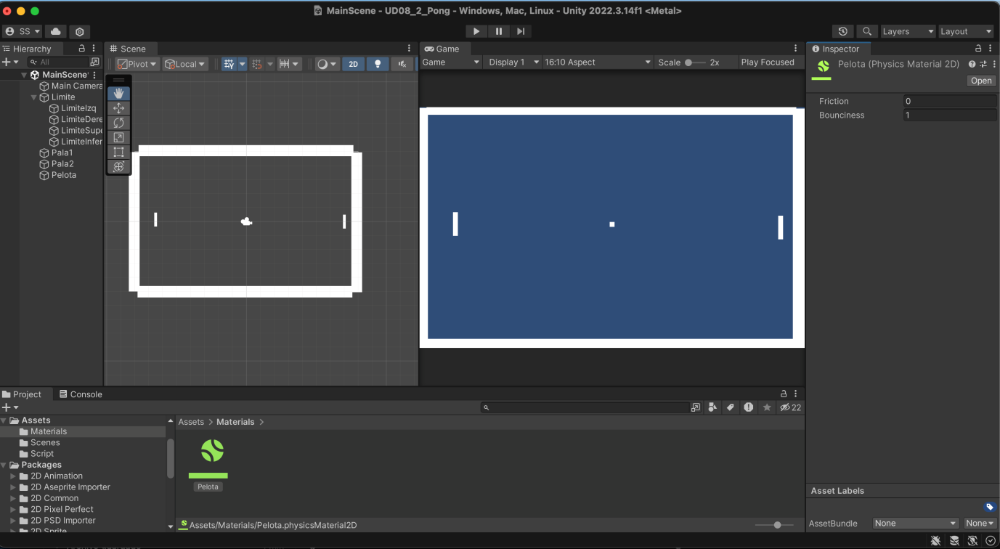 MainScene - UD08_2_Pong - Windows, Mac, Linux - Unity 2022.3.14f1 <Metal>
SS
Layers
Layout
Hierarchy
All
MainScene*
Main Camera
Limite
LimiteIzq
LimiteDere
LimiteSupe
LimiteInfer
Pala1
Pala2
Pelota
Scene
Pivot
Local
2D
Game
Game
Display 1
16:10 Aspect
Scale
2x
Play Focused
Inspector
Pelota (Physics Material 2D)
Open
Friction
0
Bounciness
1
Project
Console
22
Assets
Materials
Scenes
Script
Packages
2D Animation
2D Aseprite Importer
2D Common
2D Pixel Perfect
2D PSD Importer
2D Sprite
Assets > Materials >
Pelota
Assets/Materials/Pelota.physicsMaterial2D
Asset Labels
AssetBundle
None
None